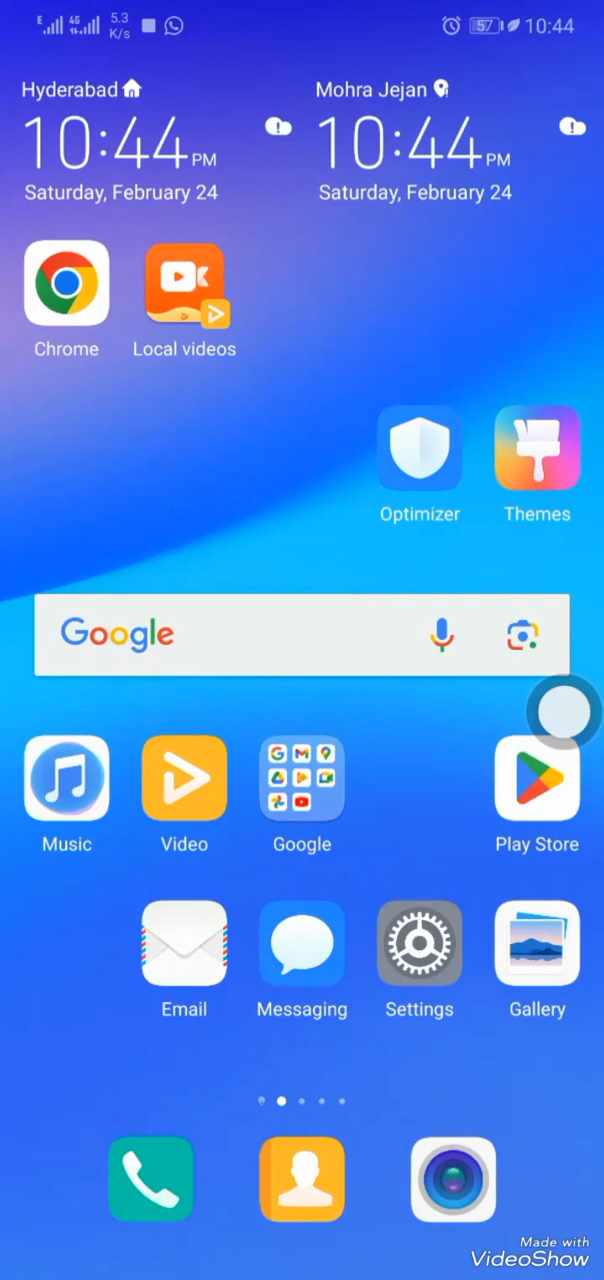 E 4G 5.3 K/s 57 10:44
Hyderabad Mohra Jejan
10:44 PM 10:44 PM
Saturday, February 24 Saturday, February 24
Chrome Local videos
Optimizer Themes
Google
Music Video Google Play Store
Email Messaging Settings Gallery
Made with
VideoShow